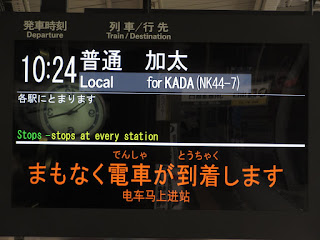 発車時刻 列車/行先
Departure Train / Destination
10:24 普通 加太
Local for KADA (NK44-7)
各駅にとまります
Stops -stops at every station
でんしゃ とうちゃく
まもなく電車が到着します
电车马上进站